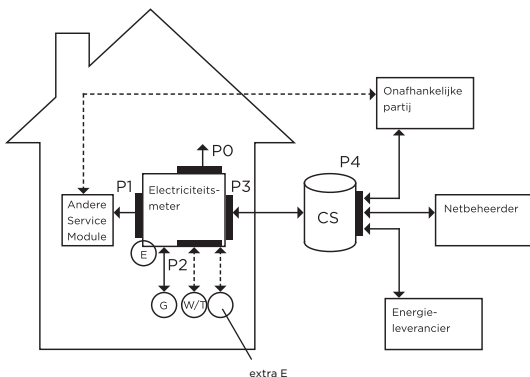 Onafhankelijke
partij
P0
P4
P1
Electriciteits-
meter
P3
Andere
Service
Module
CS
Netbeheerder
E
P2
G
W/T
Energie-
leverancier
extra E